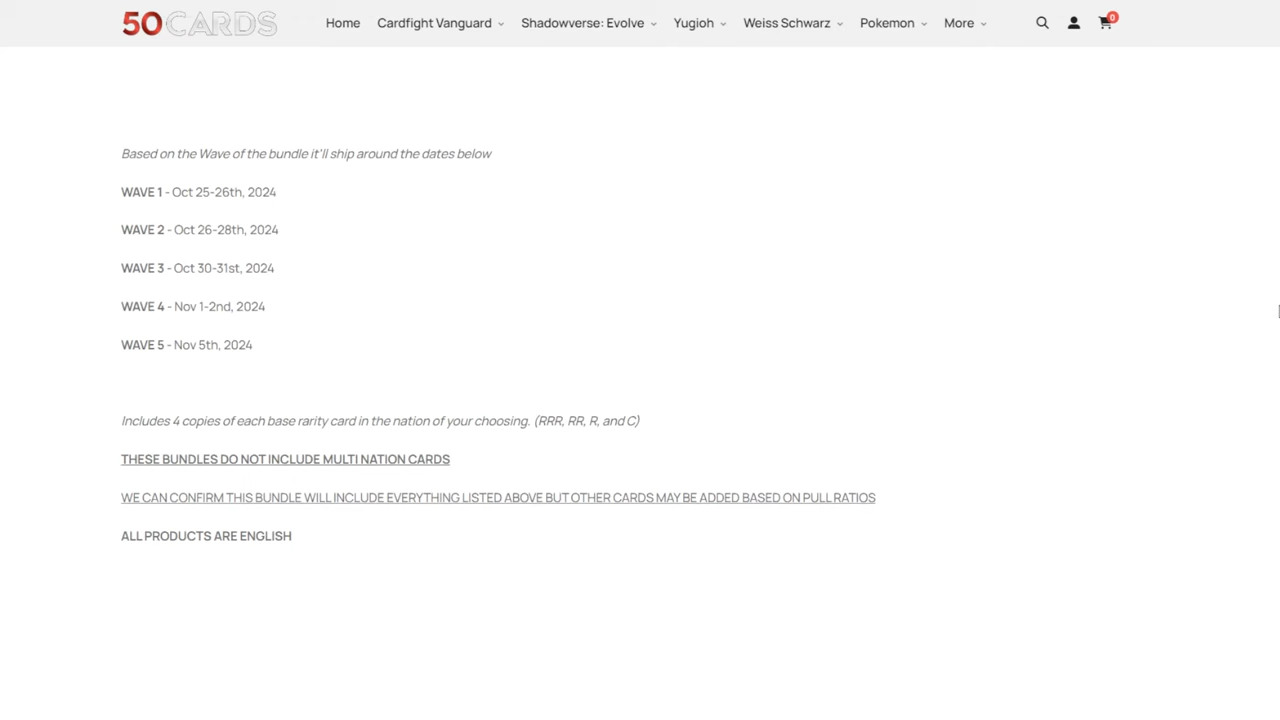 50CARDS Home Cardfight Vanguard Shadowverse: Evolve Yugioh Weiss Schwarz Pokemon More 0
Based on the Wave of the bundle it'll ship around the dates below
WAVE 1 - Oct 25-26th, 2024
WAVE 2 - Oct 26-28th, 2024
WAVE 3 - Oct 30-31st, 2024
WAVE 4 - Nov 1-2nd, 2024
WAVE 5 - Nov 5th, 2024
Includes 4 copies of each base rarity card in the nation of your choosing. (RRR, RR, R, and C)
THESE BUNDLES DO NOT INCLUDE MULTI NATION CARDS
WE CAN CONFIRM THIS BUNDLE WILL INCLUDE EVERYTHING LISTED ABOVE BUT OTHER CARDS MAY BE ADDED BASED ON PULL RATIOS
ALL PRODUCTS ARE ENGLISH